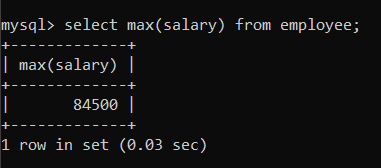 mysql> select max(salary) from employee;
+-------------+
| max(salary) |
+-------------+
|       84500 |
+-------------+
1 row in set (0.03 sec)